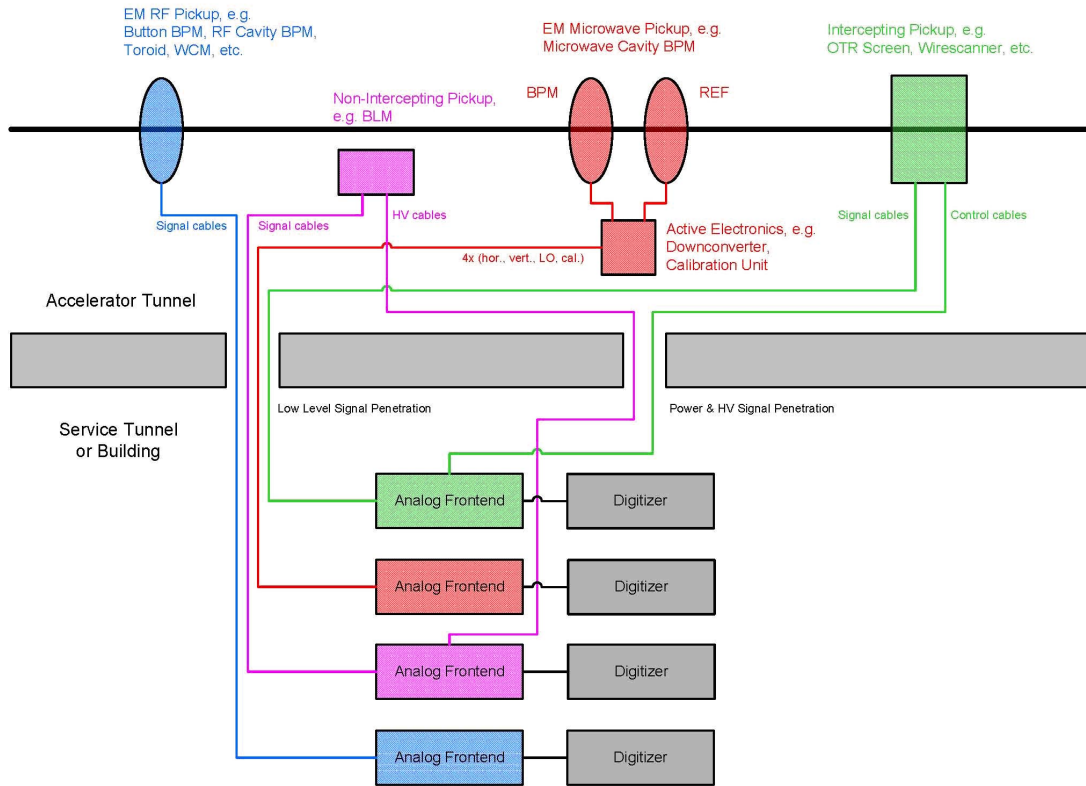 EM RF Pickup, e.g.
Button BPM, RF Cavity BPM,
Toroid, WCM, etc.
EM Microwave Pickup, e.g.
Microwave Cavity BPM
Intercepting Pickup, e.g.
OTR Screen, Wirescanner, etc.
Non-Intercepting Pickup,
e.g. BLM
BPM
REF
Signal cables
Signal cables
HV cables
Signal cables
Control cables
Active Electronics, e.g.
Downconverter,
Calibration Unit
4x (hor., vert., LO, cal.)
Accelerator Tunnel
Low Level Signal Penetration
Power & HV Signal Penetration
Service Tunnel
or Building
Analog Frontend
Digitizer
Analog Frontend
Digitizer
Analog Frontend
Digitizer
Analog Frontend
Digitizer